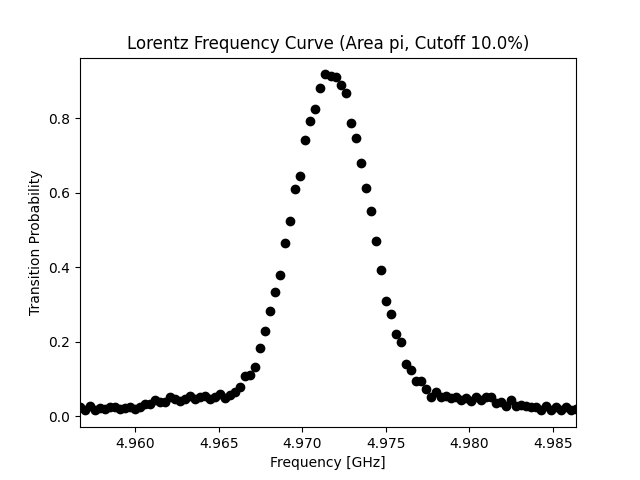 Lorentz Frequency Curve (Area pi, Cutoff 10.0%)
Transition Probability
0.8
0.6
0.4
0.2
0.0
4.960 4.965 4.970 4.975 4.980 4.985
Frequency [GHz]